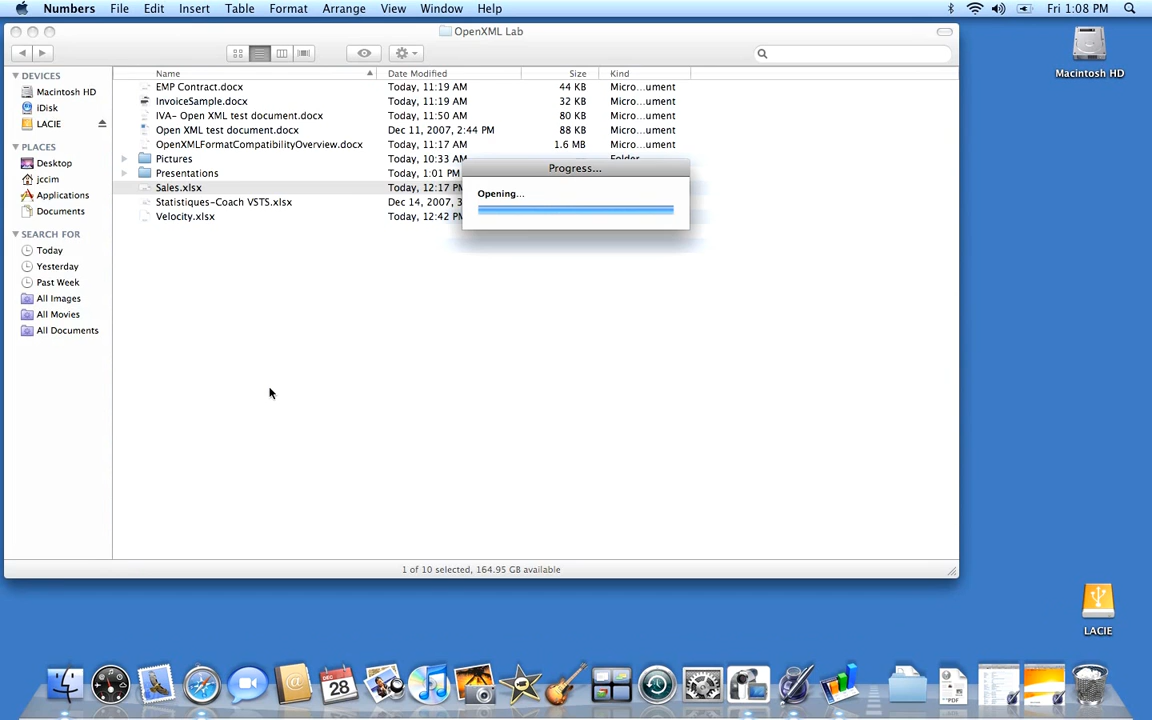 Numbers File Edit Insert Table Format Arrange View Window Help Fri 1:08 PM
OpenXML Lab
Macintosh HD
Name Date Modified Size Kind
DEVICES
Macintosh HD
iDisk
LACIE
PLACES
Desktop
jccim
Applications
Documents
SEARCH FOR
Today
Yesterday
Past Week
All Images
All Movies
All Documents
EMP Contract.docx Today, 11:19 AM 44 KB Micro...ument
InvoiceSample.docx Today, 11:19 AM 32 KB Micro...ument
IVA- Open XML test document.docx Today, 11:50 AM 80 KB Micro...ument
Open XML test document.docx Dec 11, 2007, 2:44 PM 88 KB Micro...ument
OpenXMLFormatCompatibilityOverview.docx Today, 11:17 AM 1.6 MB Micro...ument
Pictures Today, 10:33 AM
Presentations Today, 1:01 PM
Sales.xlsx Today, 12:17 PM
Statistiques-Coach VSTS.xlsx Dec 14, 2007, 3
Velocity.xlsx Today, 12:42 PM
Progress...
Opening...
1 of 10 selected, 164.95 GB available
LACIE
DEC
28
PDF